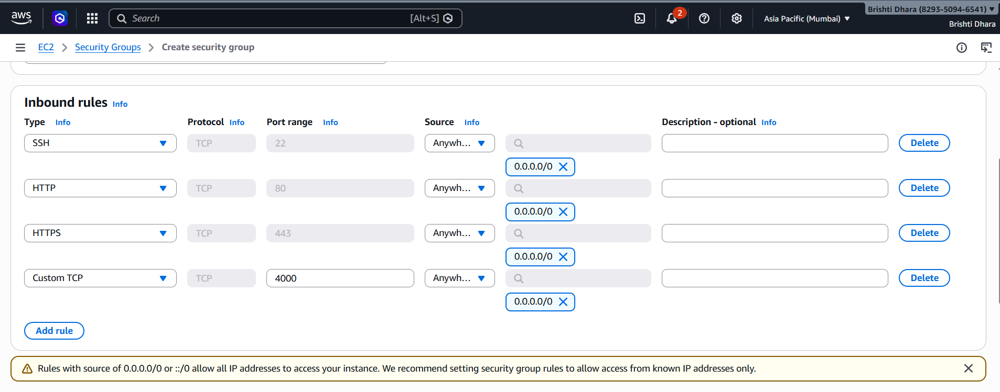 aws Search [Alt+S] 2 Asia Pacific (Mumbai) Brishti Dhara (8293-5094-6541)
Brishti Dhara
EC2 Security Groups Create security group
Inbound rules Info
Type Info Protocol Info Port range Info Source Info Description - optional Info
SSH TCP 22 Anywh... Delete
0.0.0.0/0
HTTP TCP 80 Anywh... Delete
0.0.0.0/0
HTTPS TCP 443 Anywh... Delete
0.0.0.0/0
Custom TCP TCP 4000 Anywh... Delete
0.0.0.0/0
Add rule
Rules with source of 0.0.0.0/0 or ::/0 allow all IP addresses to access your instance. We recommend setting security group rules to allow access from known IP addresses only.